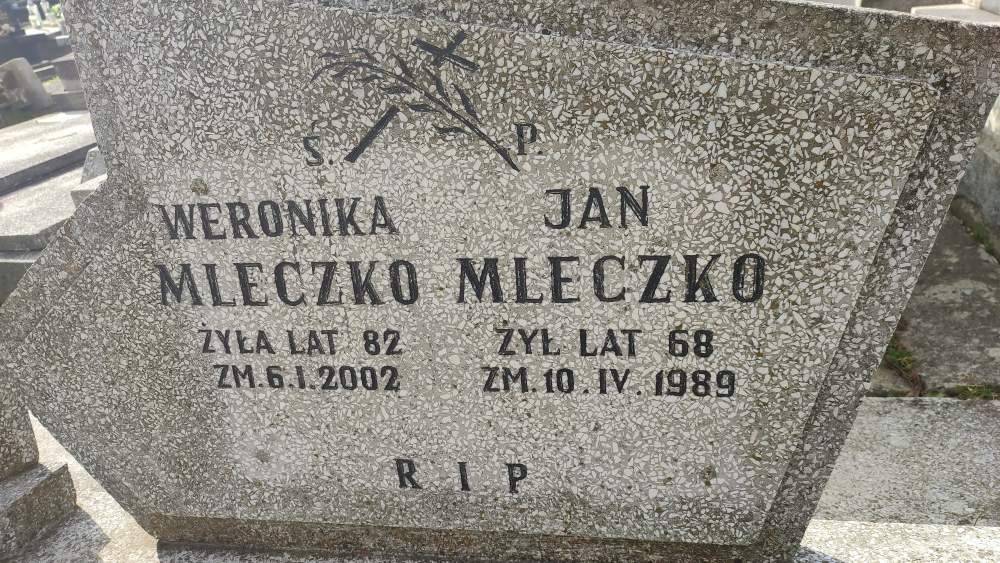 Ś. P.
WERONIKA JAN
MLECZKO MLECZKO
ŻYŁA LAT 82 ŻYŁ LAT 68
ZM. 6. I. 2002 ZM. 10. IV. 1989
R I P